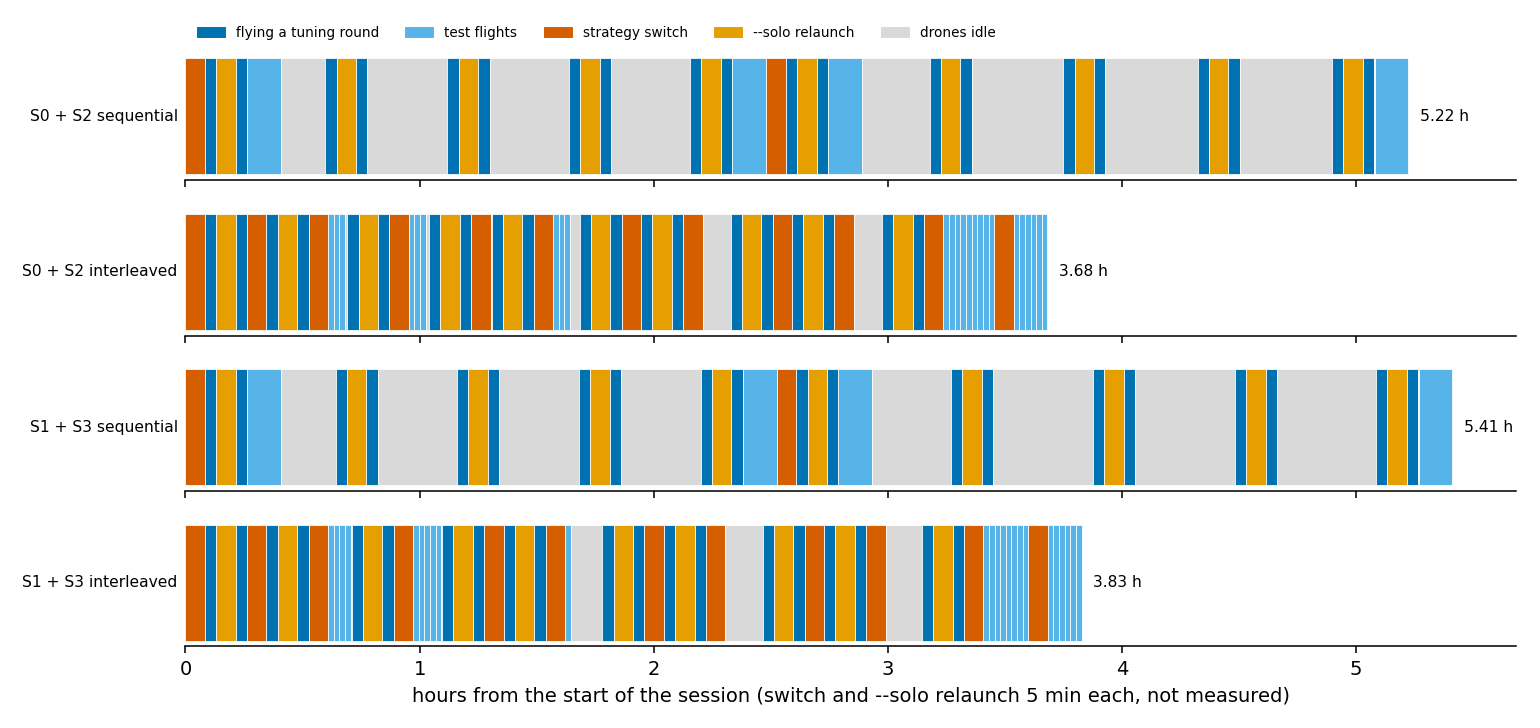 flying a tuning round test flights strategy switch --solo relaunch drones idle
S0 + S2 sequential 5.22 h
S0 + S2 interleaved 3.68 h
S1 + S3 sequential 5.41 h
S1 + S3 interleaved 3.83 h
0 1 2 3 4 5
hours from the start of the session (switch and --solo relaunch 5 min each, not measured)